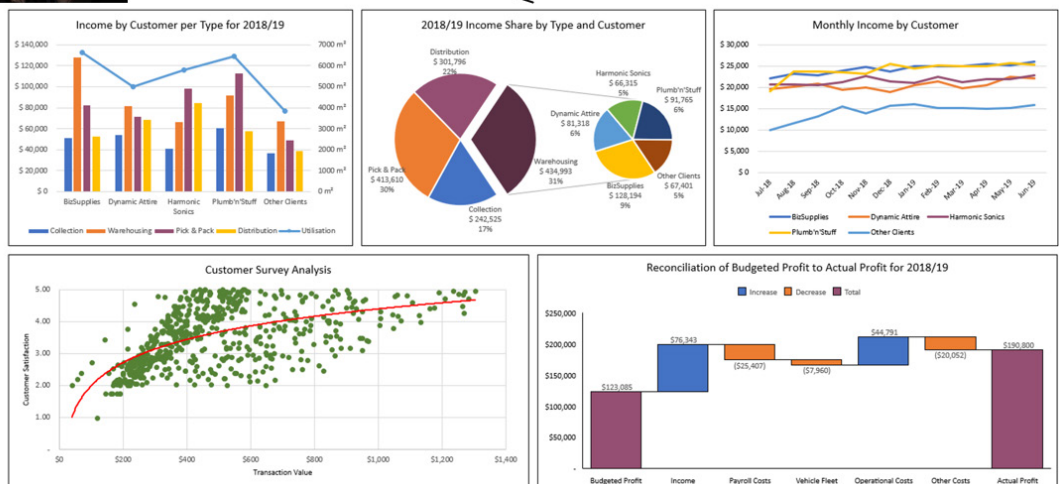 Income by Customer per Type for 2018/19
$ 140,000
$ 120,000
$ 100,000
$ 80,000
$ 60,000
$ 40,000
$ 20,000
$ 0
7000 m²
6000 m²
5000 m²
4000 m²
3000 m²
2000 m²
1000 m²
0 m²
BizSupplies
Dynamic Attire
Harmonic
Sonics
Plumb'n'Stuff
Other Clients
Collection
Warehousing
Pick & Pack
Distribution
Utilisation
2018/19 Income Share by Type and Customer
Distribution
$ 301,796
22%
Pick & Pack
$ 413,610
30%
Collection
$ 242,525
17%
Warehousing
$ 434,993
31%
Harmonic Sonics
$ 66,315
5%
Plumb'n'Stuff
$ 91,765
6%
Dynamic Attire
$ 81,318
6%
Other Clients
$ 67,401
5%
BizSupplies
$ 128,194
9%
Monthly Income by Customer
$ 30,000
$ 25,000
$ 20,000
$ 15,000
$ 10,000
$ 5,000
$ 0
Jul-18
Aug-18
Sep-18
Oct-18
Nov-18
Dec-18
Jan-19
Feb-19
Mar-19
Apr-19
May-19
Jun-19
BizSupplies
Dynamic Attire
Harmonic Sonics
Plumb'n'Stuff
Other Clients
Customer Survey Analysis
Customer Satisfaction
5.00
4.00
3.00
2.00
1.00
-
$0
$200
$400
$600
$800
$1,000
$1,200
$1,400
Transaction Value
Reconciliation of Budgeted Profit to Actual Profit for 2018/19
Increase
Decrease
Total
$250,000
$200,000
$150,000
$100,000
$50,000
-
$123,085
$76,343
($25,407)
($7,960)
$44,791
($20,052)
$190,800
Budgeted Profit
Income
Payroll Costs
Vehicle Fleet
Operational Costs
Other Costs
Actual Profit